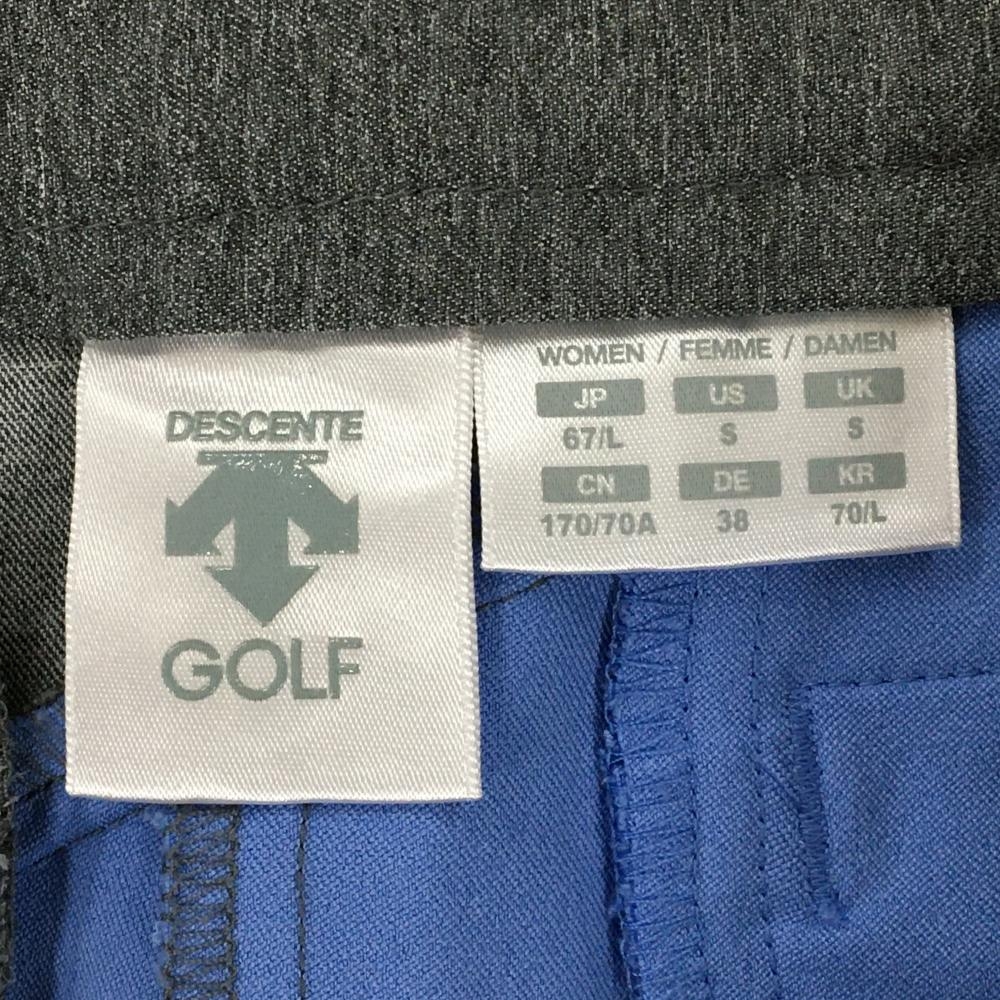 DESCENTE
GOLF
WOMEN / FEMME / DAMEN
JP US UK
67/L S S
CN DE KR
170/70A 38 70/L